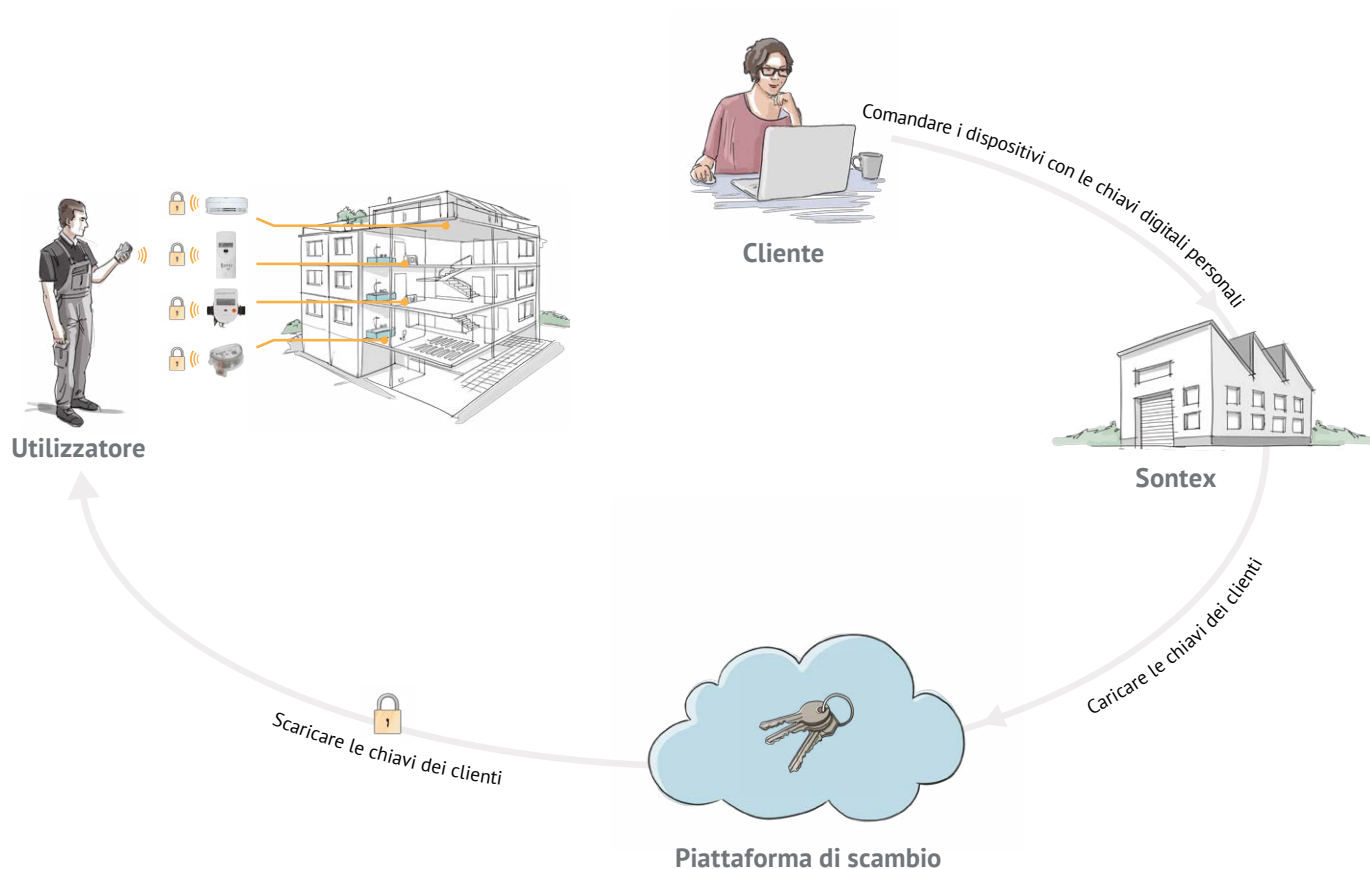 Comandare i dispositivi con le chiavi digitali personali
Cliente
Utilizzatore
Sontex
Caricare le chiavi dei clienti
Scaricare le chiavi dei clienti
Piattaforma di scambio